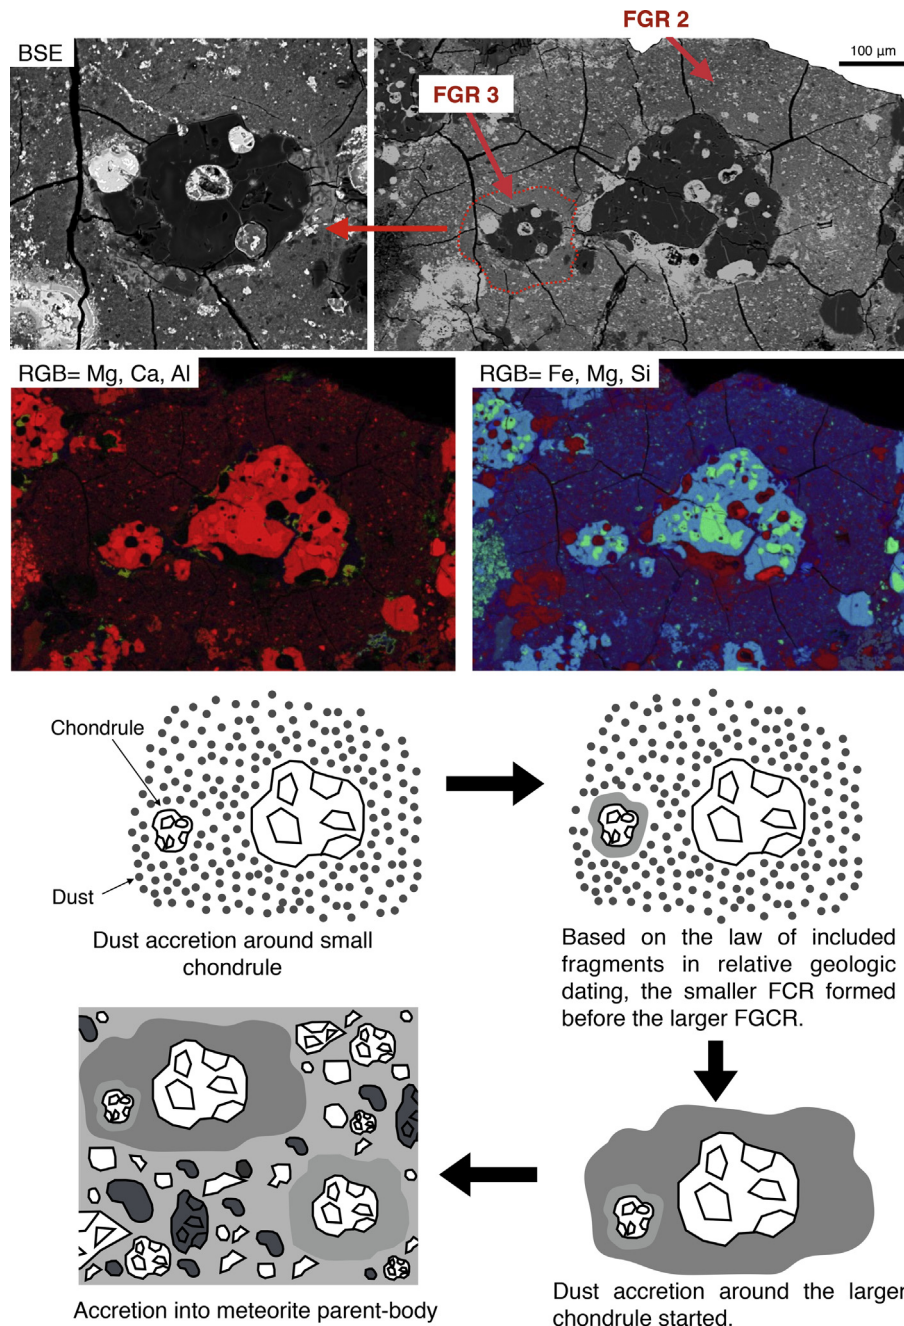 FGR 2
BSE
100 µm
FGR 3
RGB= Mg, Ca, Al
RGB= Fe, Mg, Si
Chondrule
Dust
Dust accretion around small
chondrule
Based on the law of included
fragments in relative geologic
dating, the smaller FCR formed
before the larger FGCR.
Accretion into meteorite parent-body
Dust accretion around the larger
chondrule started.